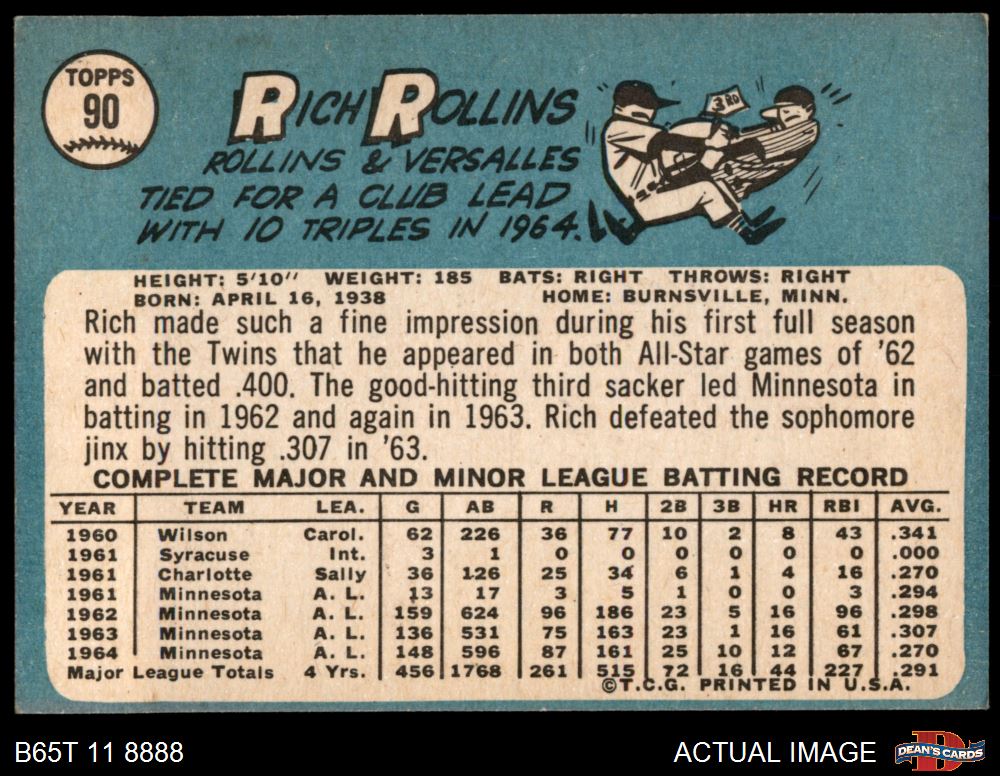 TOPPS
90
RICH ROLLINS
ROLLINS & VERSALLES
TIED FOR A CLUB LEAD
WITH 10 TRIPLES IN 1964.
3RD
HEIGHT: 5'10" WEIGHT: 185 BATS: RIGHT THROWS: RIGHT
BORN: APRIL 16, 1938 HOME: BURNSVILLE, MINN.
Rich made such a fine impression during his first full season
with the Twins that he appeared in both All-Star games of '62
and batted .400. The good-hitting third sacker led Minnesota in
batting in 1962 and again in 1963. Rich defeated the sophomore
jinx by hitting .307 in '63.
COMPLETE MAJOR AND MINOR LEAGUE BATTING RECORD
YEAR TEAM LEA. G AB R H 2B 3B HR RBI AVG.
1960 Wilson Carol. 62 226 36 77 10 2 8 43 .341
1961 Syracuse Int. 3 1 0 0 0 0 0 0 .000
1961 Charlotte Sally 36 126 25 34 6 1 4 16 .270
1961 Minnesota A. L. 13 17 3 5 1 0 0 3 .294
1962 Minnesota A. L. 159 624 96 186 23 5 16 96 .298
1963 Minnesota A. L. 136 531 75 163 23 1 16 61 .307
1964 Minnesota A. L. 148 596 87 161 25 10 12 67 .270
Major League Totals 4 Yrs. 456 1768 261 515 72 16 44 227 .291
©T.C.G. PRINTED IN U.S.A.
B65T 11 8888 ACTUAL IMAGE
D
DEAN'S CARDS